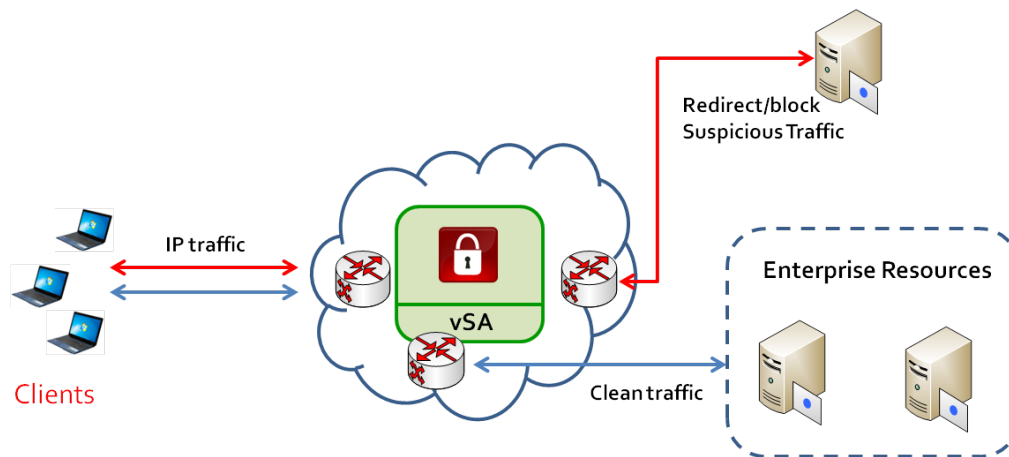 Redirect/block
Suspicious Traffic
IP traffic
Enterprise Resources
vSA
Clients
Clean traffic